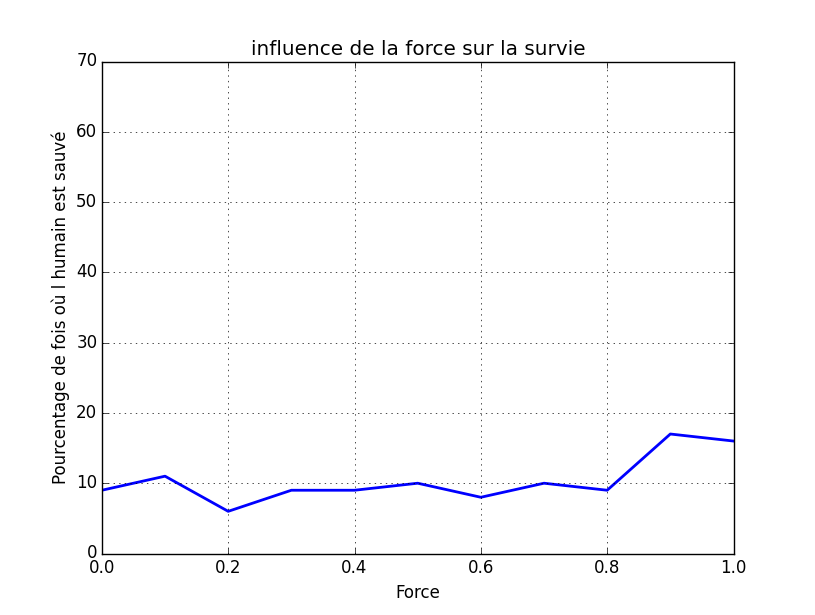 influence de la force sur la survie
Pourcentage de fois où l humain est sauvé
70
60
50
40
30
20
10
0
0.0 0.2 0.4 0.6 0.8 1.0
Force